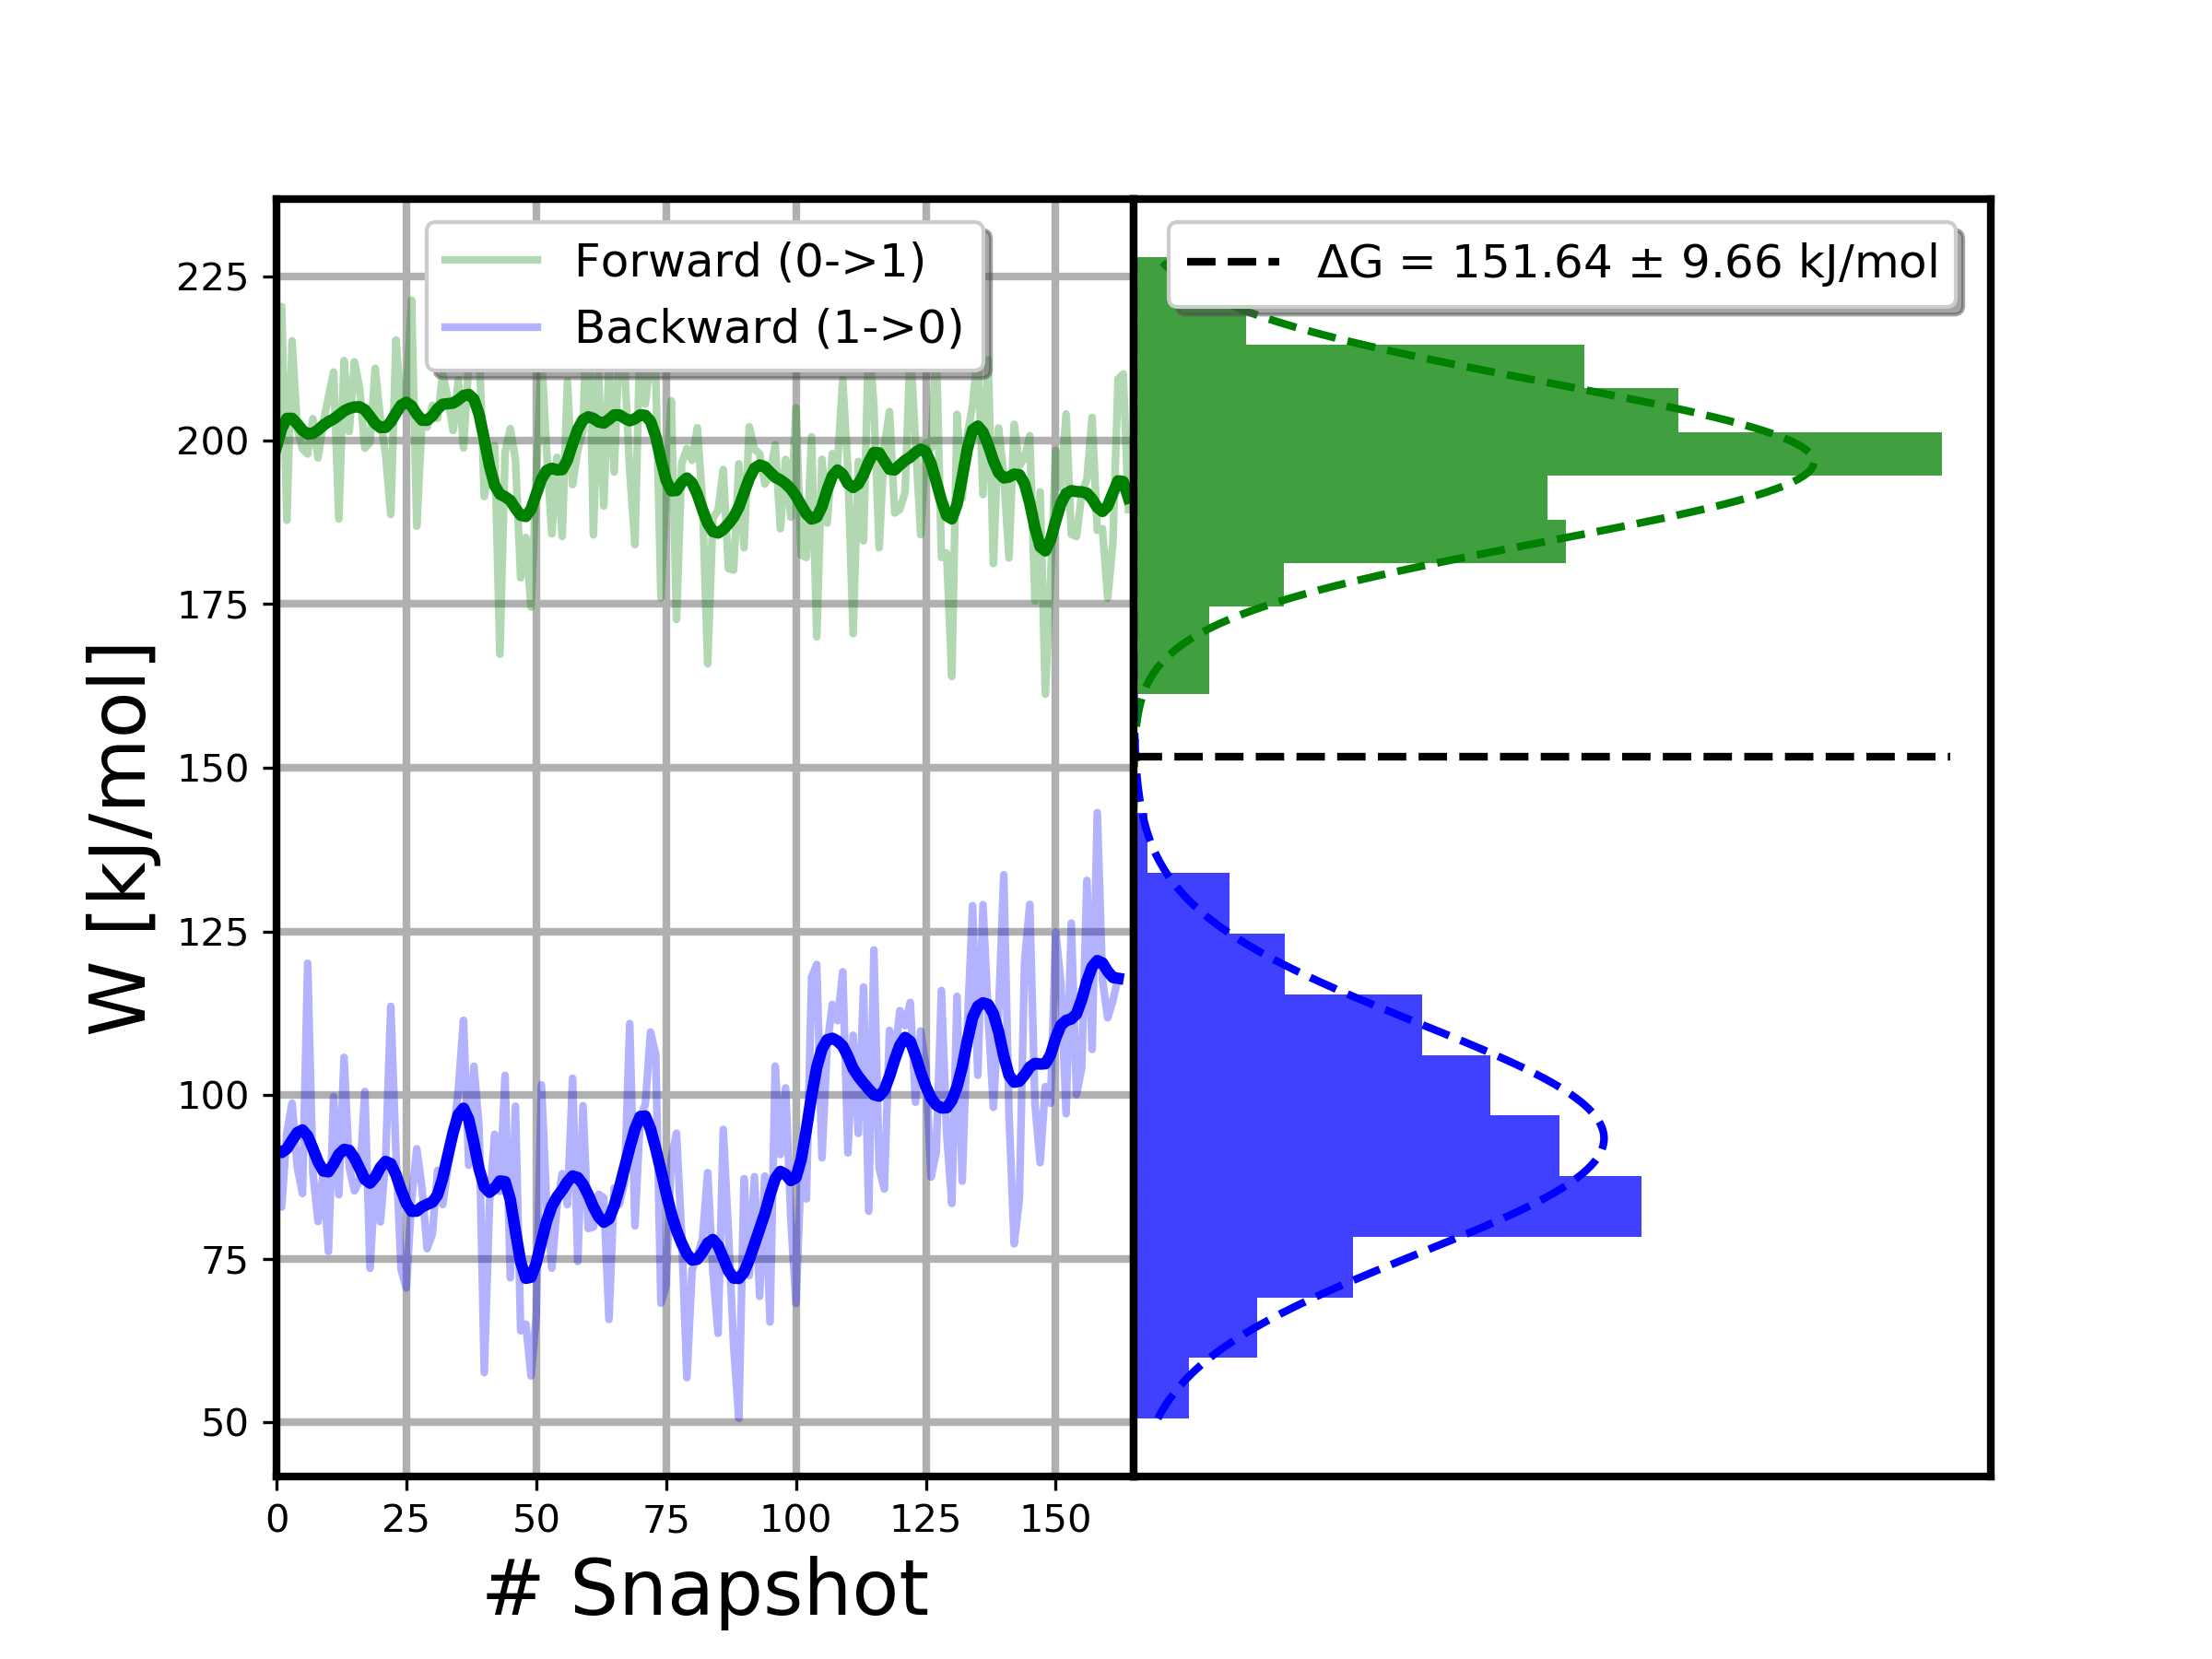 Forward (0->1)
Backward (1->0)
ΔG = 151.64 ± 9.66 kJ/mol
W [kJ/mol]
225
200
175
150
125
100
75
50
0 25 50 75 100 125 150
# Snapshot